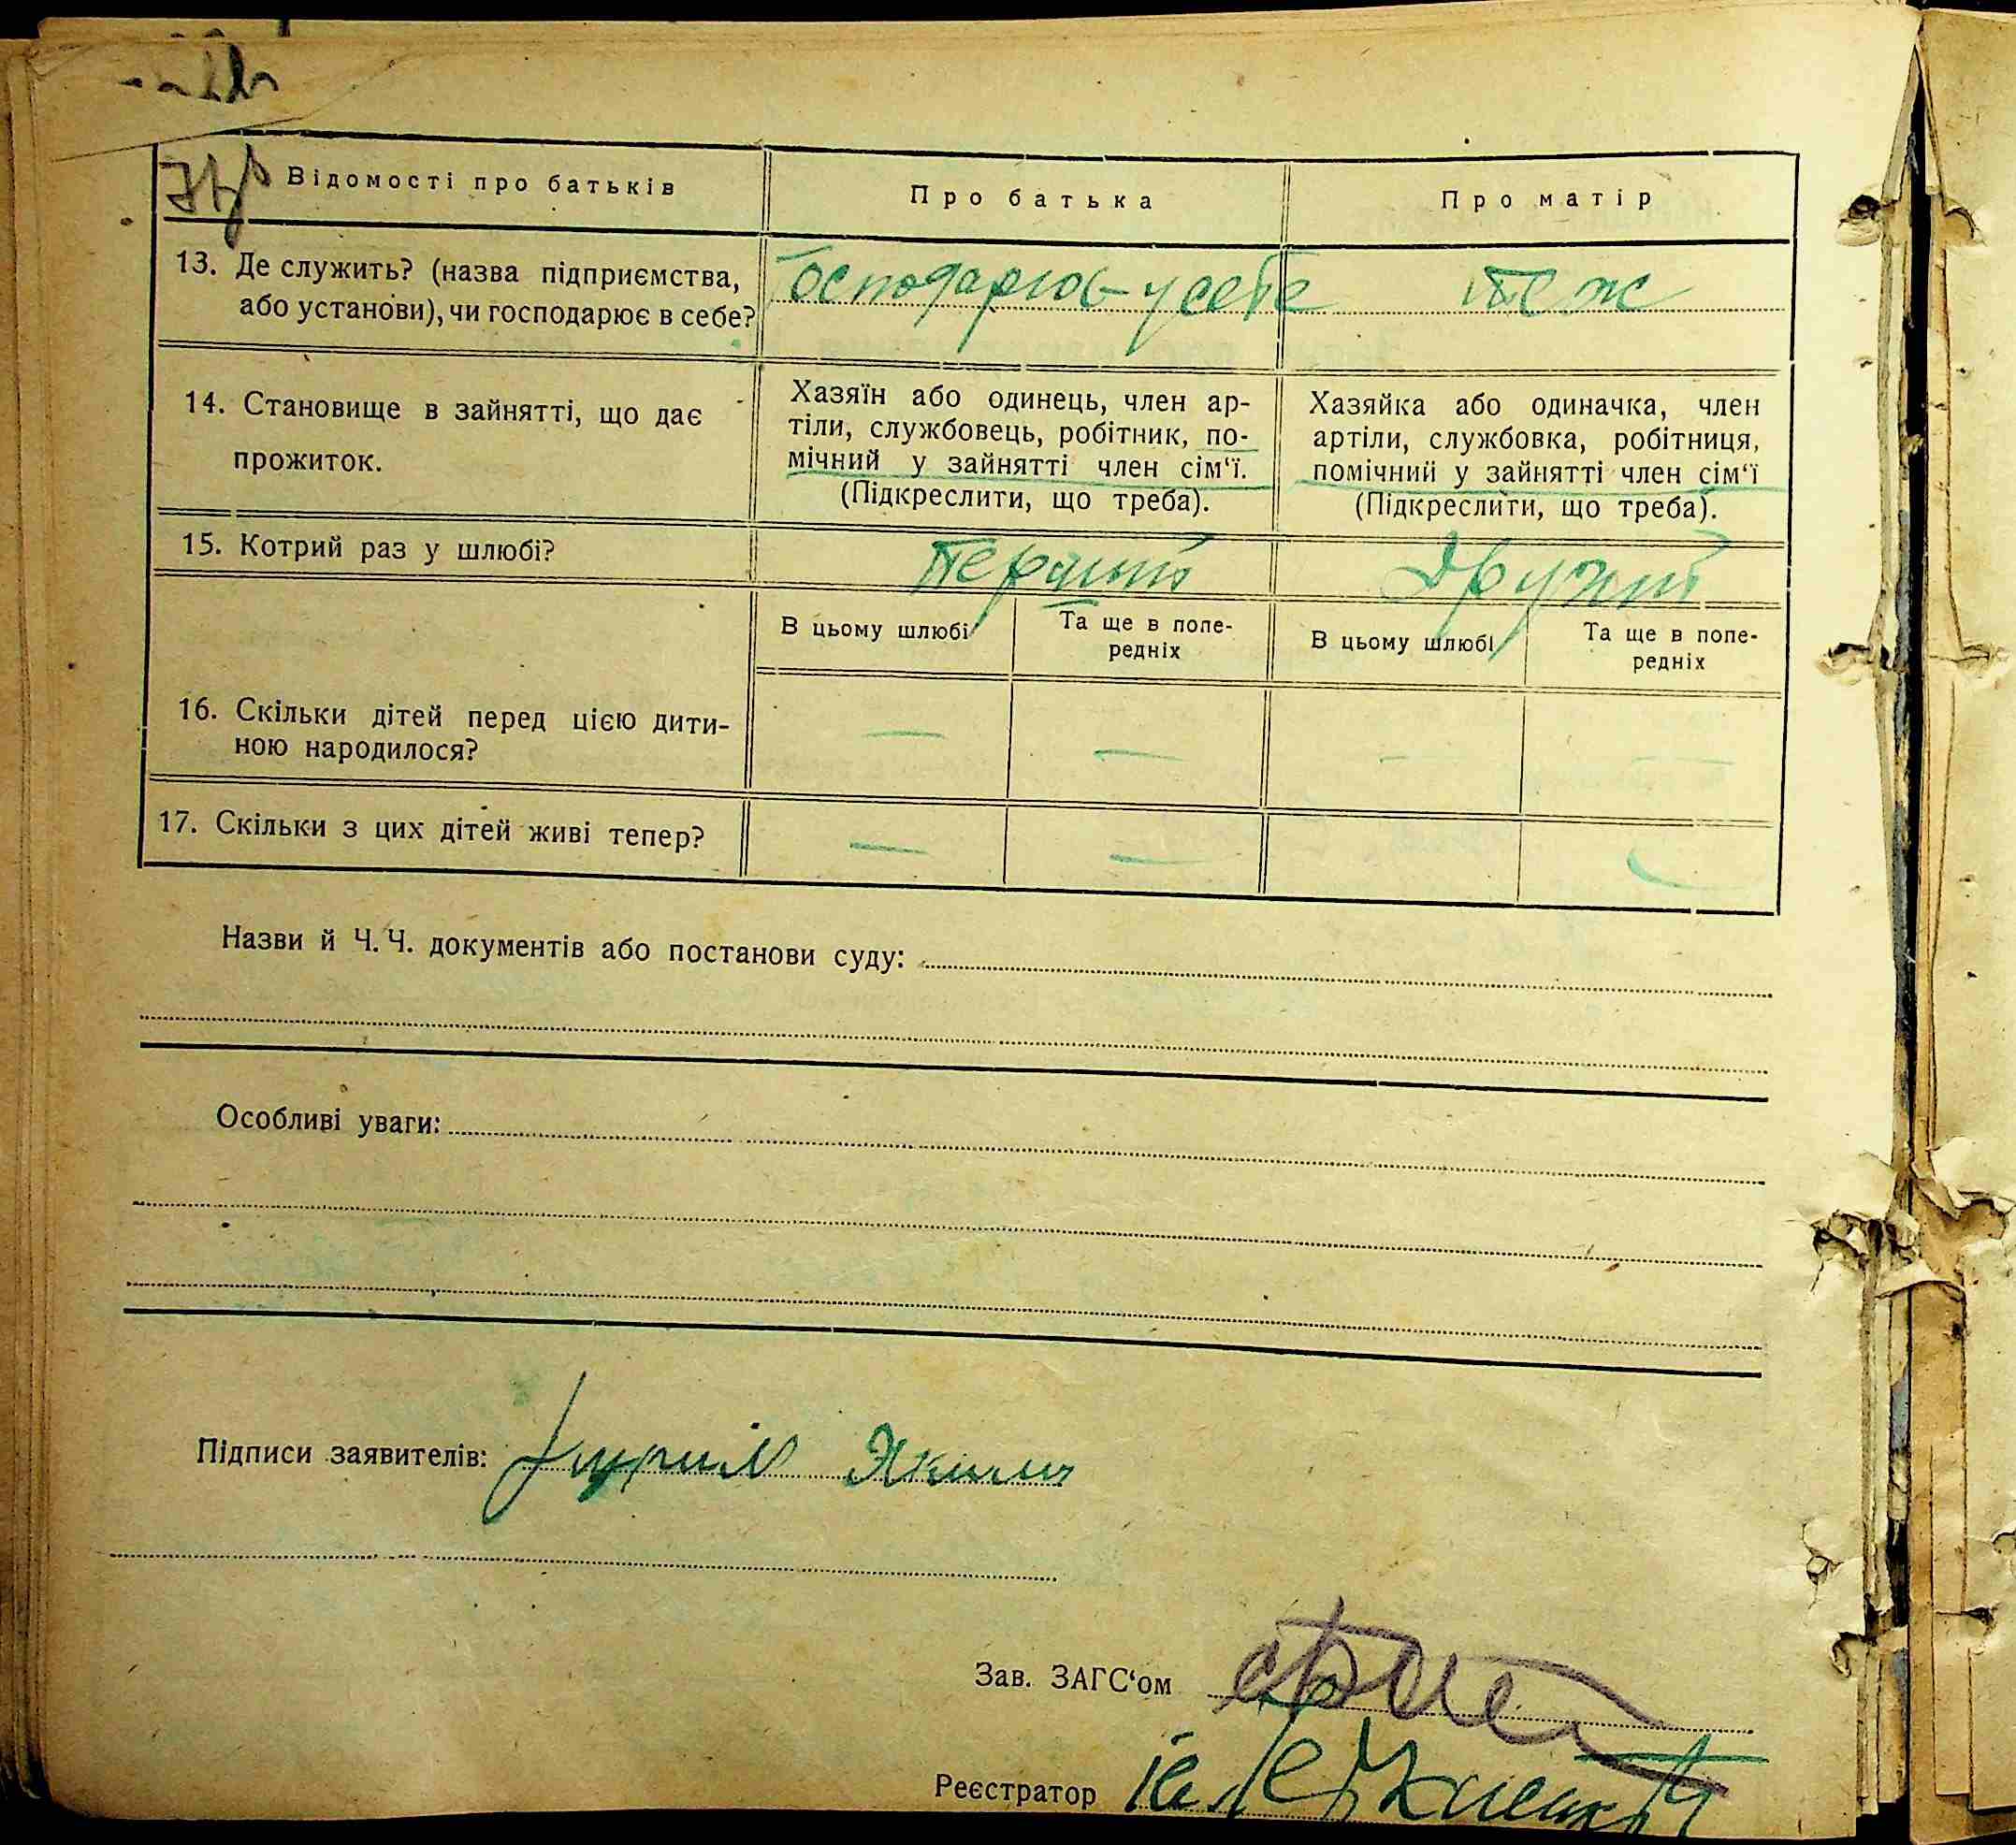 Відомості про батьків
Про батька
Про матір
13. Де служить? (назва підприємства,
або установи), чи господарює в себе?
Господарює у себе
теж
14. Становище в зайнятті, що дає
прожиток.
Хазяїн або одинець, член ар-
тіли, службовець, робітник, по-
мічний у зайнятті член сім‘ї.
(Підкреслити, що треба).
Хазяйка або одиначка, член
артіли, службовка, робітниця,
помічний у зайнятті член сім‘ї
(Підкреслити, що треба).
15. Котрий раз у шлюбі?
Перший
Другий
В цьому шлюбі
Та ще в попе-
редніх
В цьому шлюбі
Та ще в попе-
редніх
16. Скільки дітей перед цією дити-
ною народилося?
— — — —
17. Скільки з цих дітей живі тепер?
— — —
Назви й Ч. Ч. документів або постанови суду:
Особливі уваги:
Підписи заявителів:
Зав. ЗАГС‘ом
Реєстратор